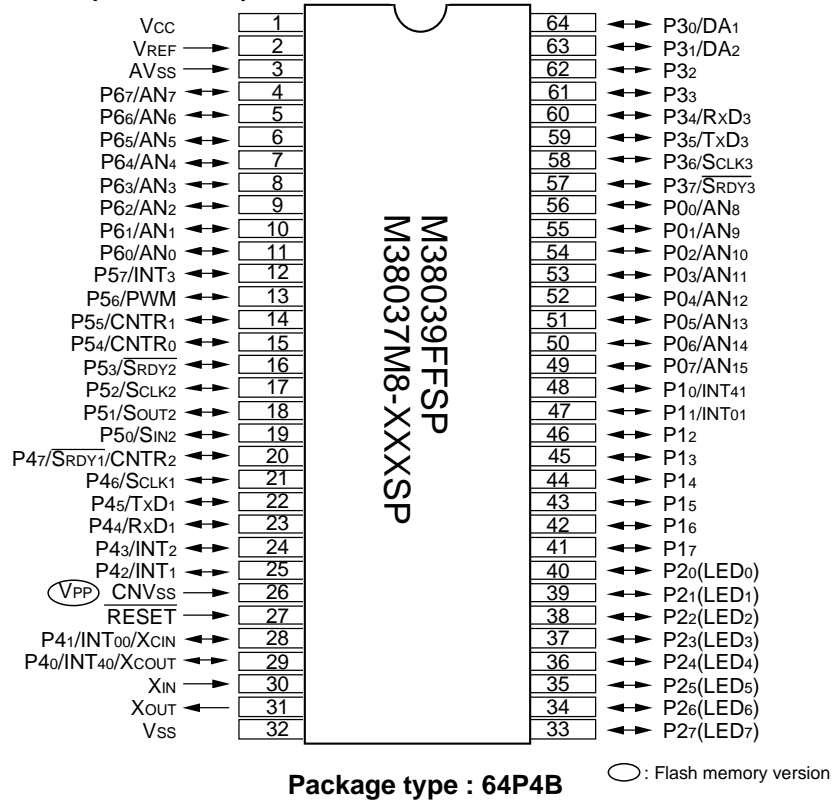 VCC 1 64 P30/DA1
VREF 2 63 P31/DA2
AVSS 3 62 P32
P67/AN7 4 61 P33
P66/AN6 5 60 P34/RXD3
P65/AN5 6 59 P35/TXD3
P64/AN4 7 58 P36/SCLK3
P63/AN3 8 57 P37/SRDY3
P62/AN2 9 56 P00/AN8
P61/AN1 10 55 P01/AN9
P60/AN0 11 54 P02/AN10
P57/INT3 12 53 P03/AN11
P56/PWM 13 52 P04/AN12
P55/CNTR1 14 51 P05/AN13
P54/CNTR0 15 50 P06/AN14
P53/SRDY2 16 49 P07/AN15
P52/SCLK2 17 48 P10/INT41
P51/SOUT2 18 47 P11/INT01
P50/SIN2 19 46 P12
P47/SRDY1/CNTR2 20 45 P13
P46/SCLK1 21 44 P14
P45/TXD1 22 43 P15
P44/RXD1 23 42 P16
P43/INT2 24 41 P17
P42/INT1 25 40 P20(LED0)
VPP CNVSS 26 39 P21(LED1)
RESET 27 38 P22(LED2)
P41/INT00/XCIN 28 37 P23(LED3)
P40/INT40/XCOUT 29 36 P24(LED4)
XIN 30 35 P25(LED5)
XOUT 31 34 P26(LED6)
VSS 32 33 P27(LED7)
M38039FFSP
M38037M8-XXXSP
Package type : 64P4B
: Flash memory version